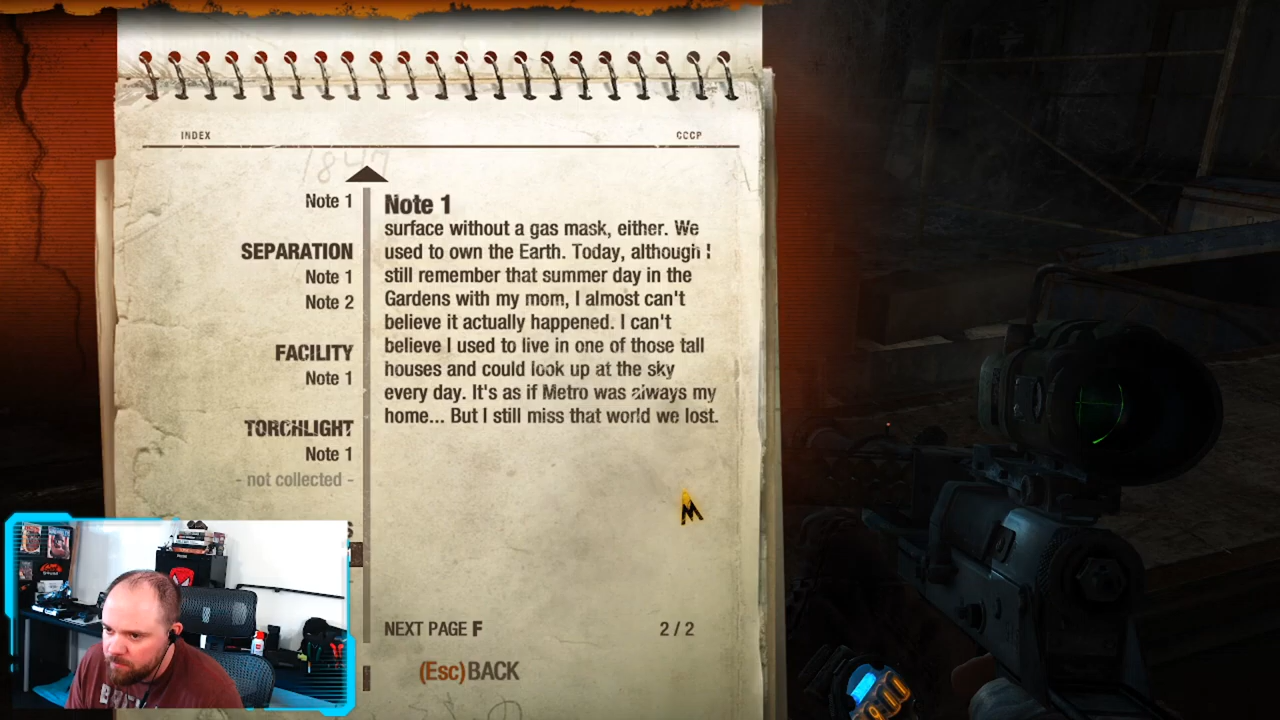 INDEX
CCCP
1840
Note 1
SEPARATION
Note 1
Note 2
FACILITY
Note 1
TORCHLIGHT
Note 1
- not collected -
Note 1
surface without a gas mask, either. We
used to own the Earth. Today, although I
still remember that summer day in the
Gardens with my mom, I almost can't
believe it actually happened. I can't
believe I used to live in one of those tall
houses and could look up at the sky
every day. It's as if Metro was always my
home... But I still miss that world we lost.
NEXT PAGE F
2 / 2
(Esc) BACK